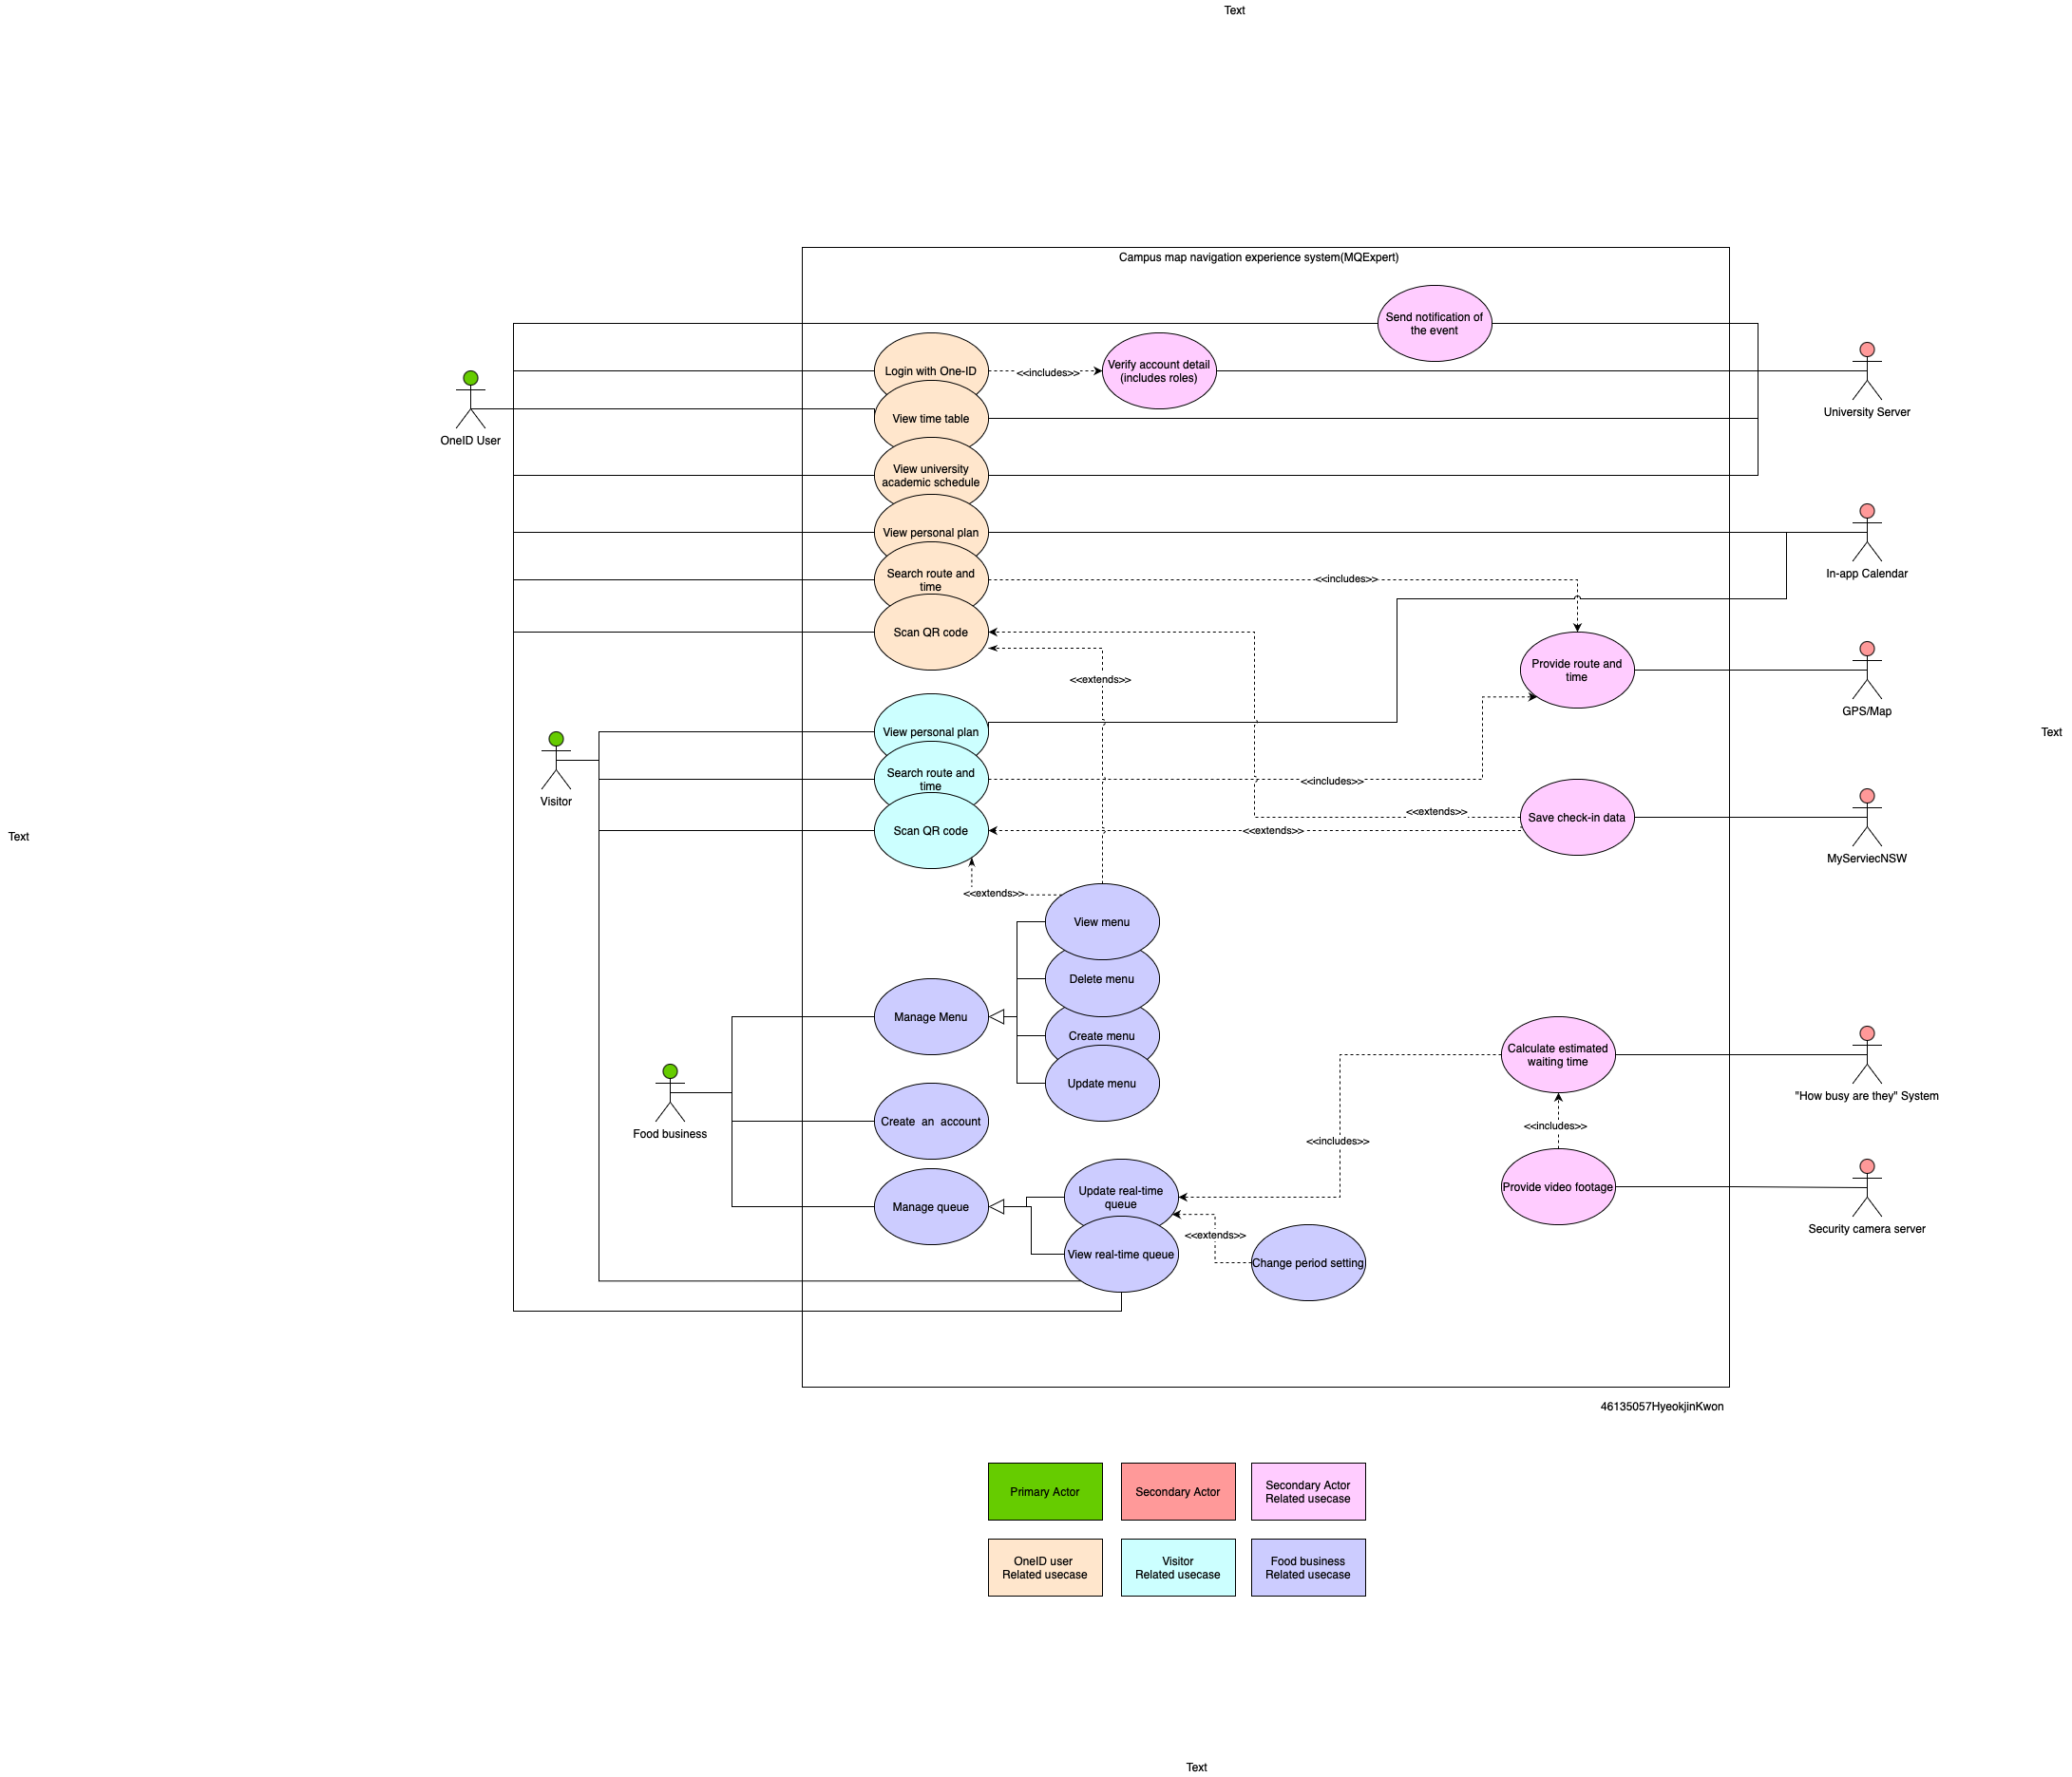 Text
Campus map navigation experience system(MQExpert)
Send notification of
the event
Login with One-ID
<<includes>>
Verify account detail
(includes roles)
University Server
View time table
OneID User
View university
academic schedule
View personal plan
In-app Calendar
Search route and
time
<<includes>>
Scan QR code
<<extends>>
Provide route and
time
GPS/Map
View personal plan
Text
Visitor
Search route and
time
<<includes>>
Text
Scan QR code
<<extends>>
<<extends>>
Save check-in data
MyServiecNSW
<<extends>>
View menu
Delete menu
Manage Menu
Create menu
Update menu
Calculate estimated
waiting time
"How busy are they" System
Food business
Create  an  account
<<includes>>
<<includes>>
Update real-time
queue
Manage queue
Provide video footage
Security camera server
<<extends>>
View real-time queue
Change period setting
46135057HyeokjinKwon
Primary Actor
Secondary Actor
Secondary Actor
Related usecase
OneID user
Related usecase
Visitor
Related usecase
Food business
Related usecase
Text